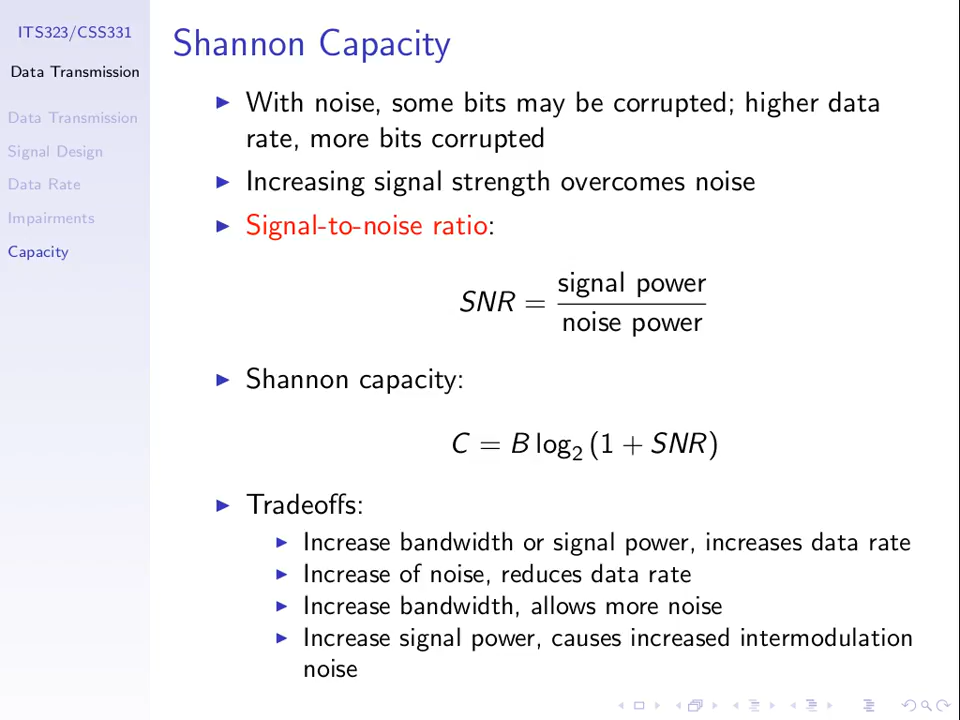 ITS323/CSS331
Data Transmission
Data Transmission
Signal Design
Data Rate
Impairments
Capacity
Shannon Capacity
With noise, some bits may be corrupted; higher data
rate, more bits corrupted
Increasing signal strength overcomes noise
Signal-to-noise ratio:
SNR = signal power / noise power
Shannon capacity:
C = B log₂ (1 + SNR)
Tradeoffs:
Increase bandwidth or signal power, increases data rate
Increase of noise, reduces data rate
Increase bandwidth, allows more noise
Increase signal power, causes increased intermodulation
noise